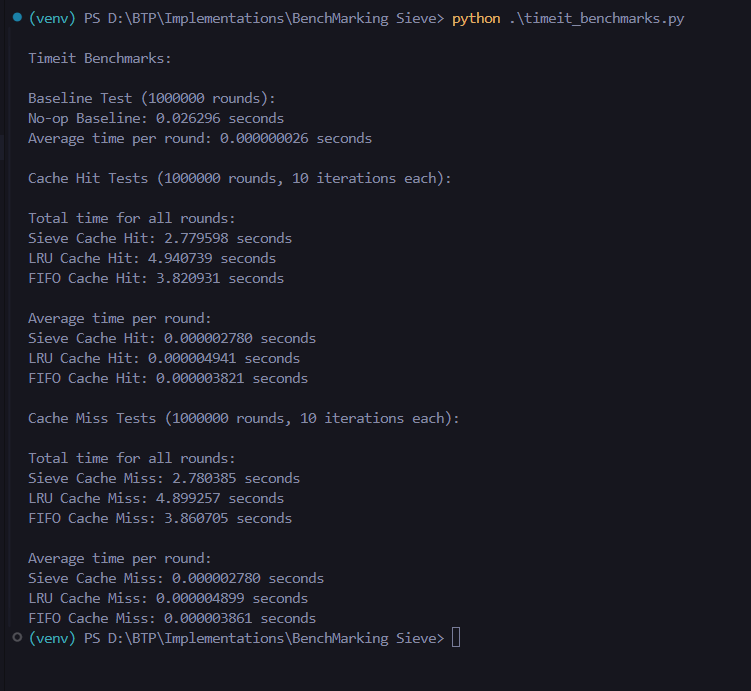 (venv) PS D:\BTP\Implementations\BenchMarking Sieve> python .\timeit_benchmarks.py
Timeit Benchmarks:
Baseline Test (1000000 rounds):
No-op Baseline: 0.026296 seconds
Average time per round: 0.000000026 seconds
Cache Hit Tests (1000000 rounds, 10 iterations each):
Total time for all rounds:
Sieve Cache Hit: 2.779598 seconds
LRU Cache Hit: 4.940739 seconds
FIFO Cache Hit: 3.820931 seconds
Average time per round:
Sieve Cache Hit: 0.000002780 seconds
LRU Cache Hit: 0.000004941 seconds
FIFO Cache Hit: 0.000003821 seconds
Cache Miss Tests (1000000 rounds, 10 iterations each):
Total time for all rounds:
Sieve Cache Miss: 2.780385 seconds
LRU Cache Miss: 4.899257 seconds
FIFO Cache Miss: 3.860705 seconds
Average time per round:
Sieve Cache Miss: 0.000002780 seconds
LRU Cache Miss: 0.000004899 seconds
FIFO Cache Miss: 0.000003861 seconds
(venv) PS D:\BTP\Implementations\BenchMarking Sieve>